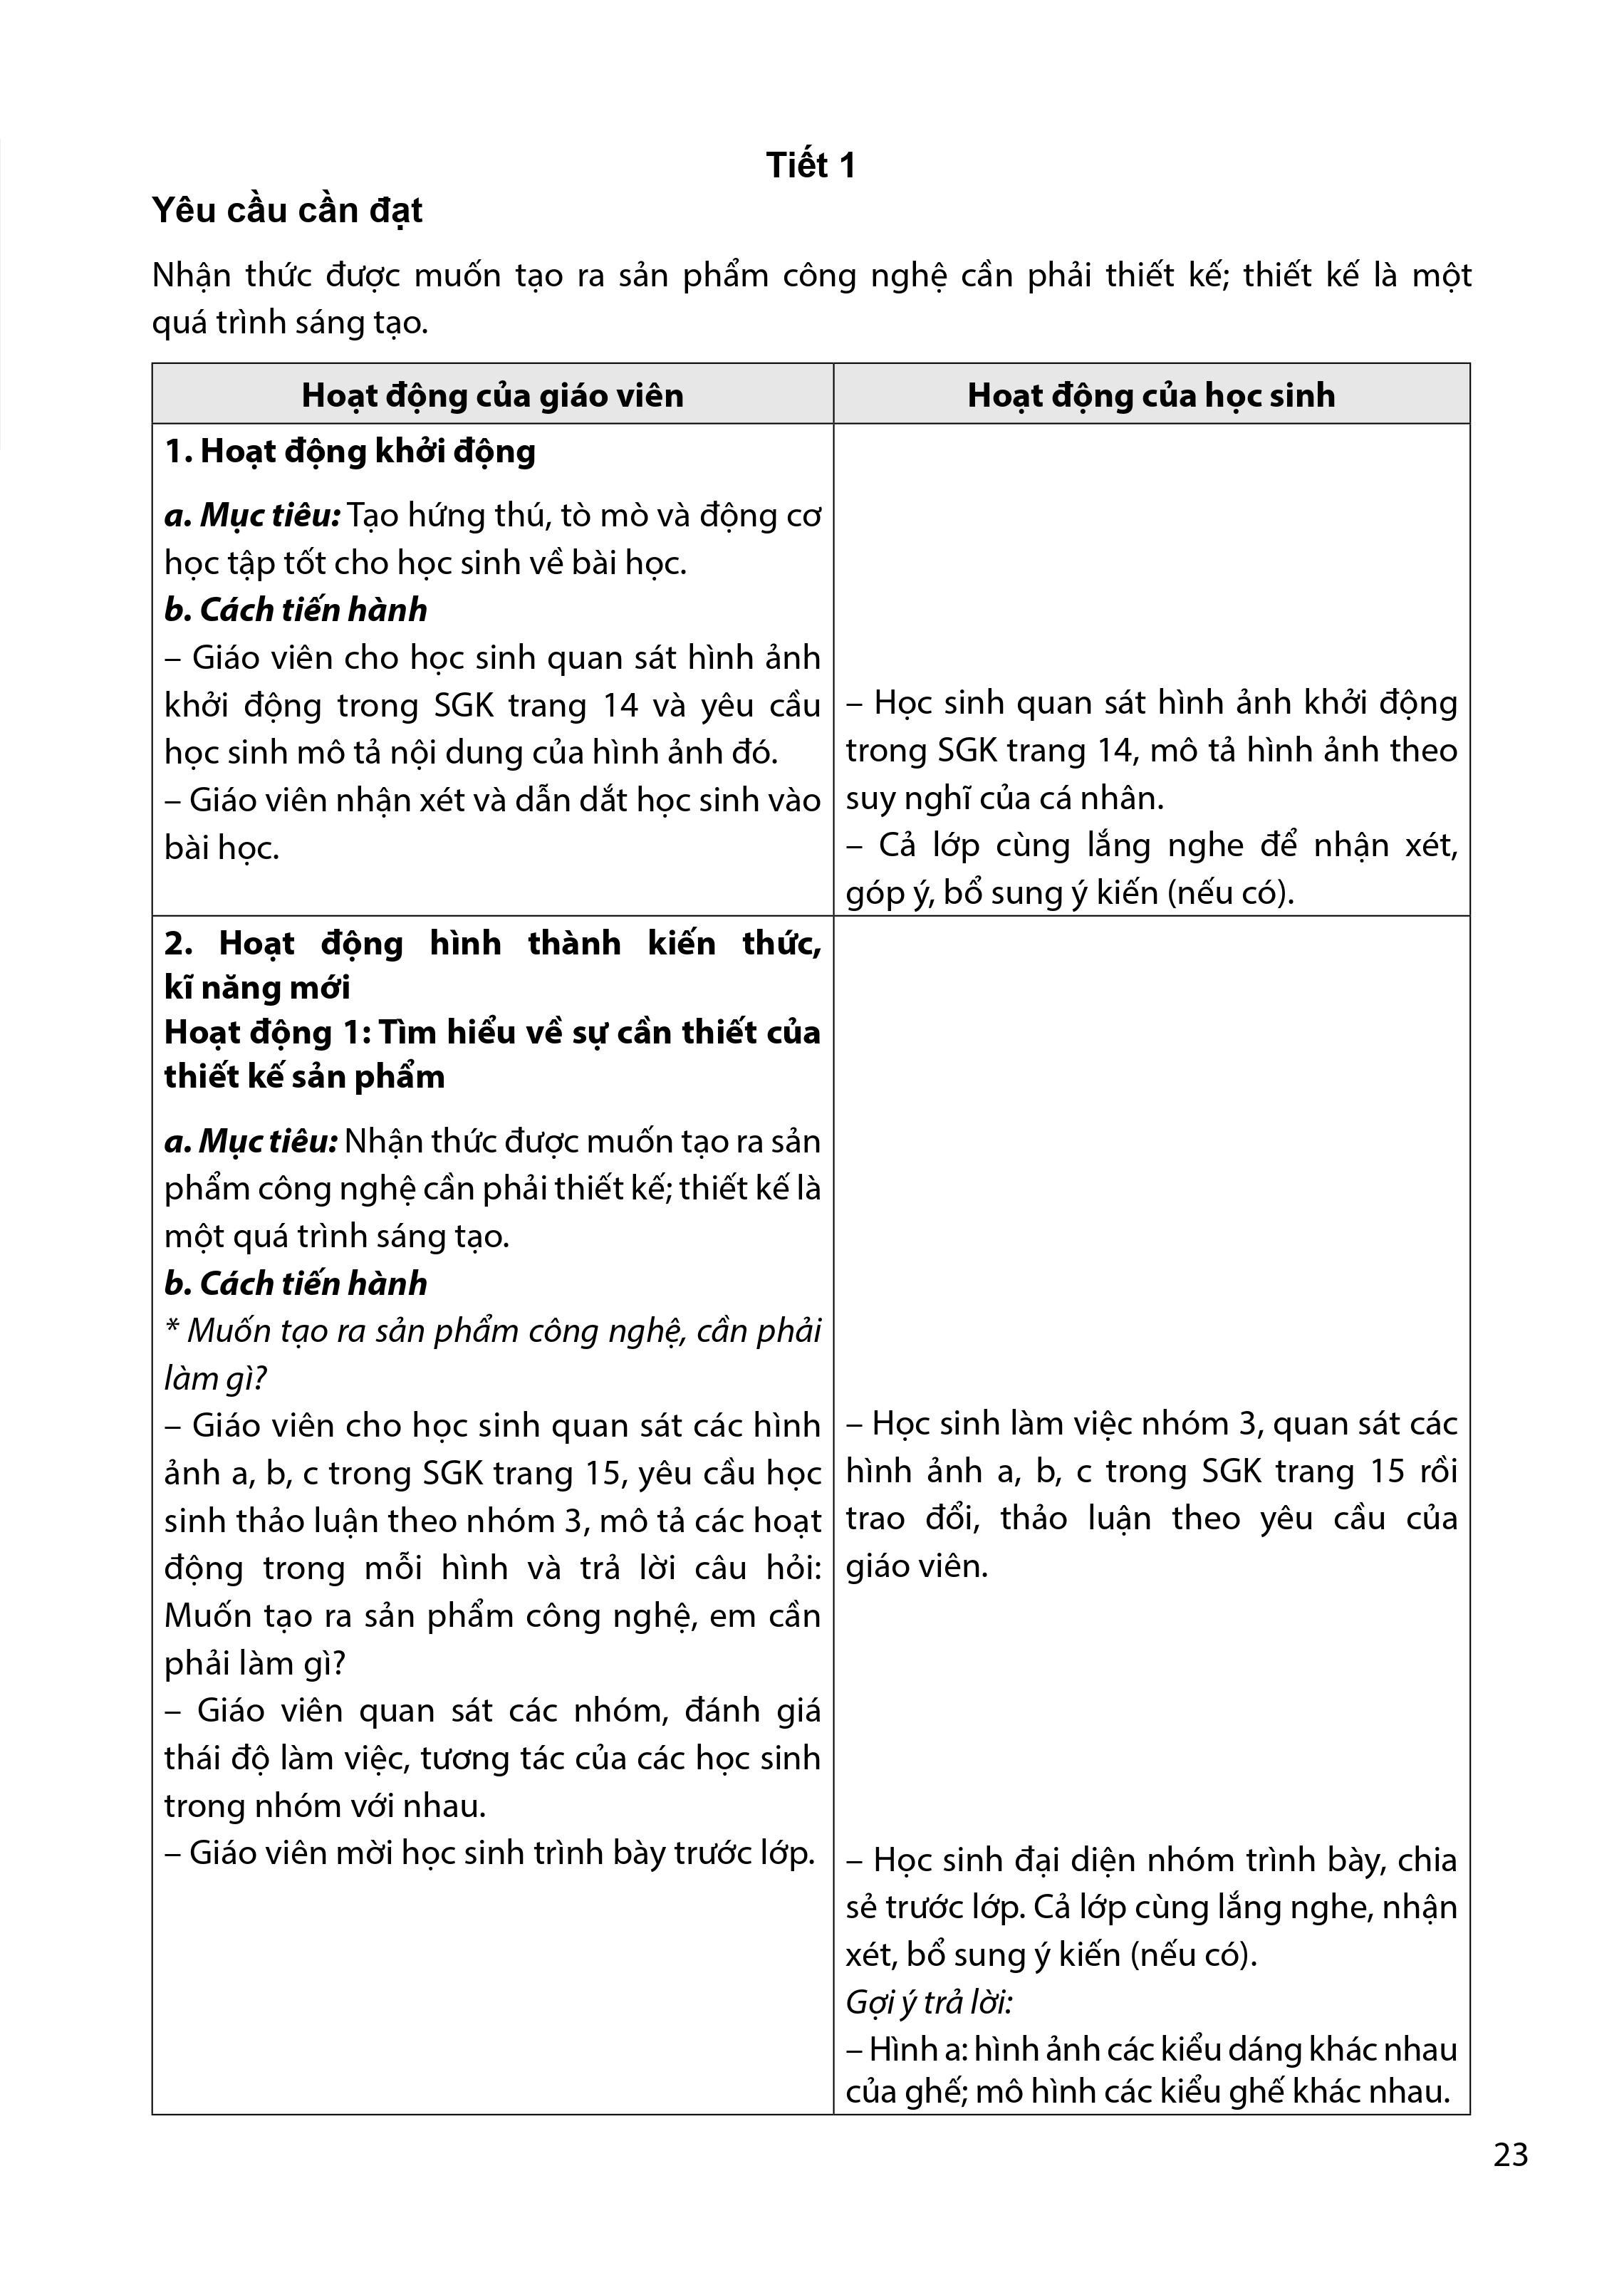 Tiết 1
Yêu cầu cần đạt
Nhận thức được muốn tạo ra sản phẩm công nghệ cần phải thiết kế; thiết kế là một
quá trình sáng tạo.
Hoạt động của giáo viên
Hoạt động của học sinh
1. Hoạt động khởi động
a. Mục tiêu: Tạo hứng thú, tò mò và động cơ
học tập tốt cho học sinh về bài học.
b. Cách tiến hành
– Giáo viên cho học sinh quan sát hình ảnh
khởi động trong SGK trang 14 và yêu cầu
học sinh mô tả nội dung của hình ảnh đó.
– Giáo viên nhận xét và dẫn dắt học sinh vào
bài học.
– Học sinh quan sát hình ảnh khởi động
trong SGK trang 14, mô tả hình ảnh theo
suy nghĩ của cá nhân.
– Cả lớp cùng lắng nghe để nhận xét,
góp ý, bổ sung ý kiến (nếu có).
2. Hoạt động hình thành kiến thức,
kĩ năng mới
Hoạt động 1: Tìm hiểu về sự cần thiết của
thiết kế sản phẩm
a. Mục tiêu: Nhận thức được muốn tạo ra sản
phẩm công nghệ cần phải thiết kế; thiết kế là
một quá trình sáng tạo.
b. Cách tiến hành
* Muốn tạo ra sản phẩm công nghệ, cần phải
làm gì?
– Giáo viên cho học sinh quan sát các hình
ảnh a, b, c trong SGK trang 15, yêu cầu học
sinh thảo luận theo nhóm 3, mô tả các hoạt
động trong mỗi hình và trả lời câu hỏi:
Muốn tạo ra sản phẩm công nghệ, em cần
phải làm gì?
– Giáo viên quan sát các nhóm, đánh giá
thái độ làm việc, tương tác của các học sinh
trong nhóm với nhau.
– Giáo viên mời học sinh trình bày trước lớp.
– Học sinh làm việc nhóm 3, quan sát các
hình ảnh a, b, c trong SGK trang 15 rồi
trao đổi, thảo luận theo yêu cầu của
giáo viên.
– Học sinh đại diện nhóm trình bày, chia
sẻ trước lớp. Cả lớp cùng lắng nghe, nhận
xét, bổ sung ý kiến (nếu có).
Gợi ý trả lời:
– Hình a: hình ảnh các kiểu dáng khác nhau
của ghế; mô hình các kiểu ghế khác nhau.
23